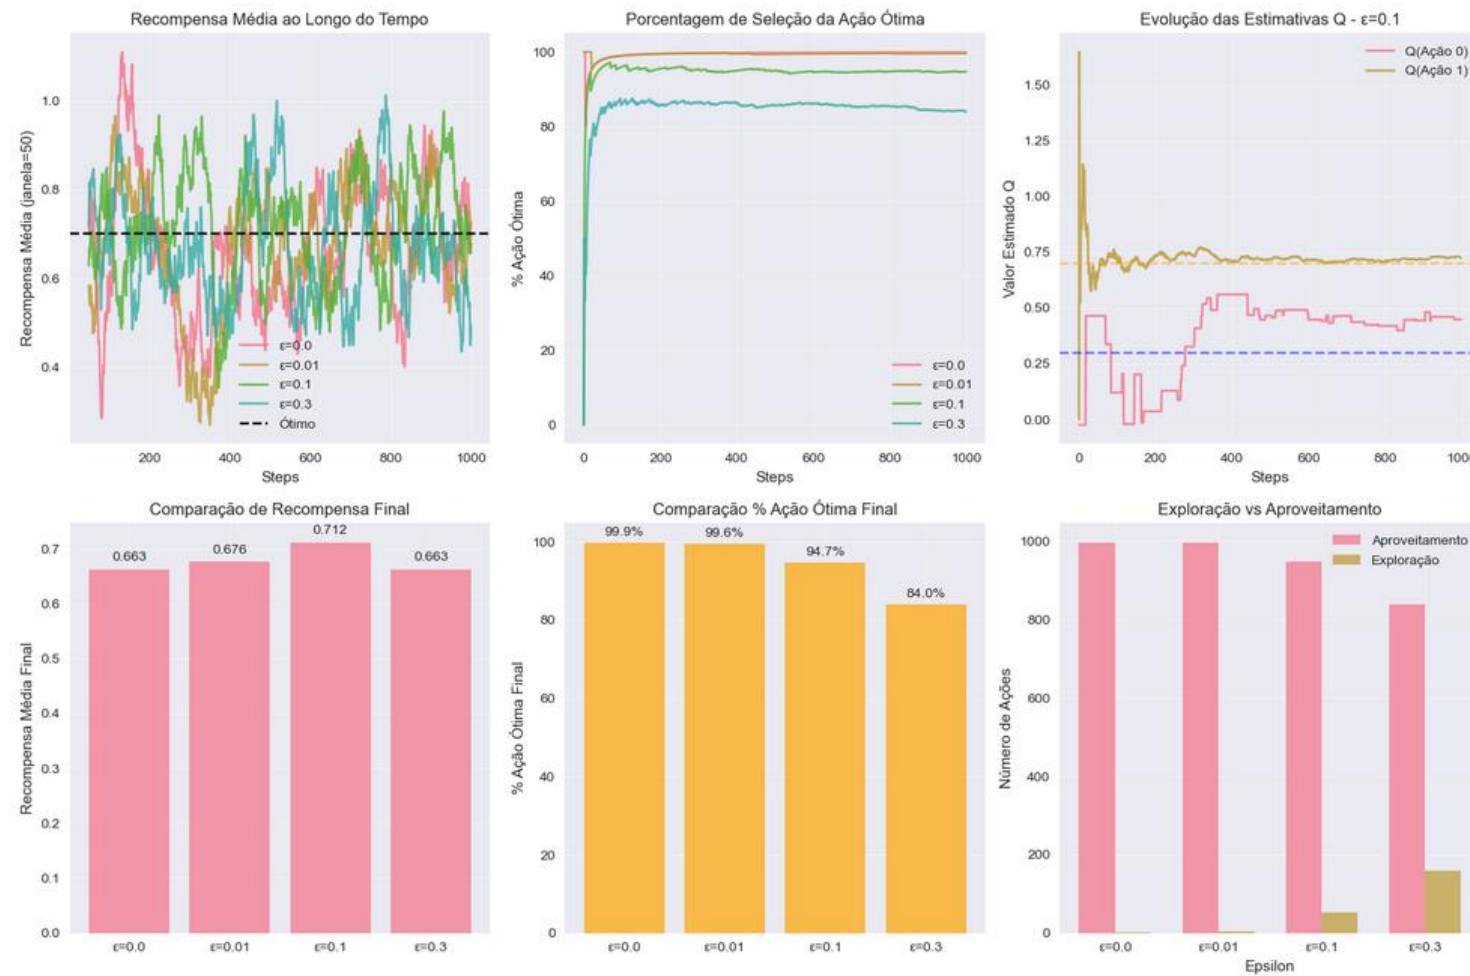 Recompensa Média ao Longo do Tempo
Recompensa Média (janela=50)
1.0
0.8
0.6
0.4
ε=0.0
ε=0.01
ε=0.1
ε=0.3
Ótimo
200 400 600 800 1000
Steps
Porcentagem de Seleção da Ação Ótima
% Ação Ótima
100
80
60
40
20
0
ε=0.0
ε=0.01
ε=0.1
ε=0.3
0 200 400 600 800 1000
Steps
Evolução das Estimativas Q - ε=0.1
Valor Estimado Q
Q(Ação 0)
Q(Ação 1)
1.50
1.25
1.00
0.75
0.50
0.25
0.00
0 200 400 600 800 100
Steps
Comparação de Recompensa Final
Recompensa Média Final
0.7
0.6
0.5
0.4
0.3
0.2
0.1
0.0
0.663 0.676 0.712 0.663
ε=0.0 ε=0.01 ε=0.1 ε=0.3
Comparação % Ação Ótima Final
% Ação Ótima Final
100
80
60
40
20
0
99.9% 99.6% 94.7% 84.0%
ε=0.0 ε=0.01 ε=0.1 ε=0.3
Exploração vs Aproveitamento
Número de Ações
1000
800
600
400
200
0
Aproveitamento
Exploração
ε=0.0 ε=0.01 ε=0.1 ε=0.3
Epsilon